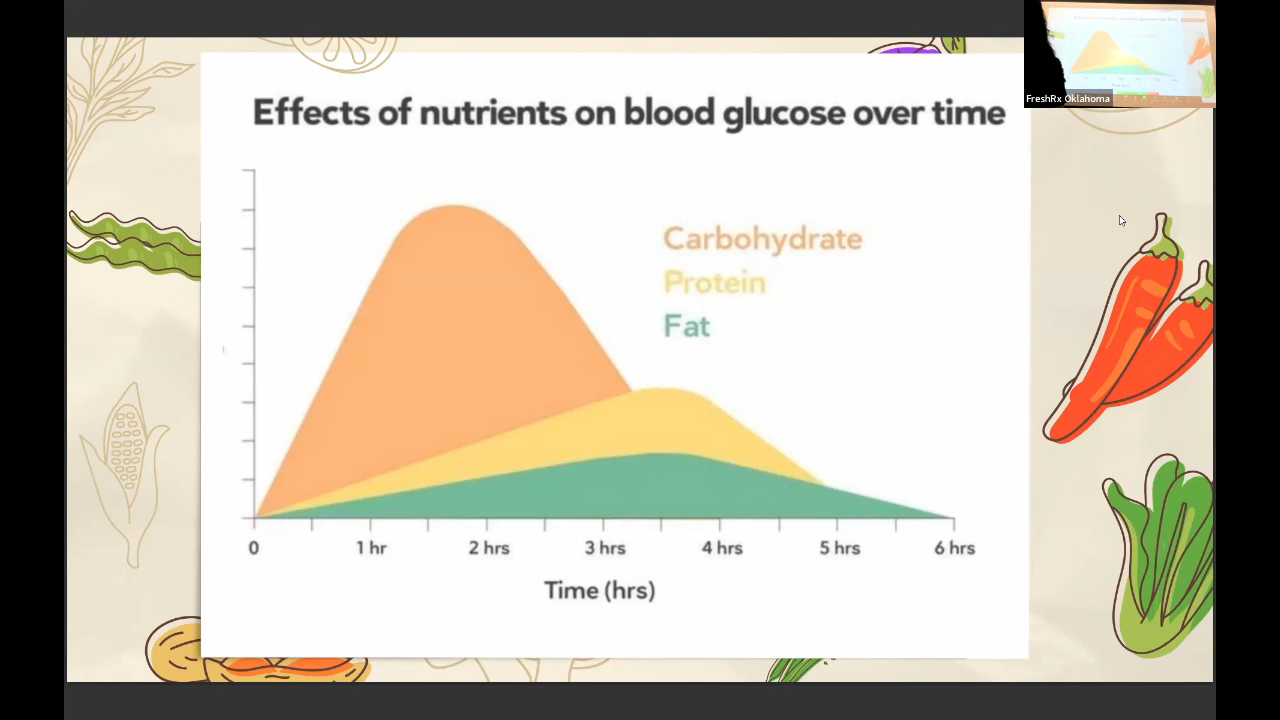 Effects of nutrients on blood glucose over time
FreshRx Oklahoma
Carbohydrate
Protein
Fat
0 1 hr 2 hrs 3 hrs 4 hrs 5 hrs 6 hrs
Time (hrs)